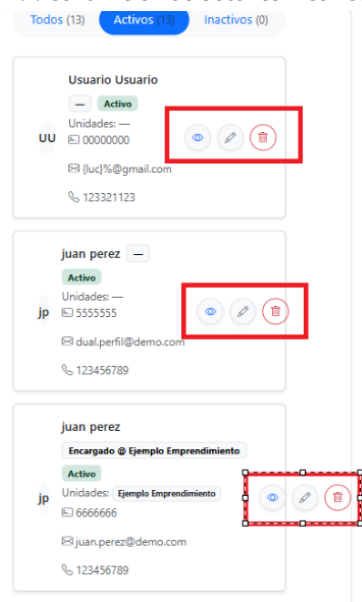 Todos (13) Activos (13) Inactivos (0)
Usuario Usuario
— Activo
Unidades: —
UU 00000000
(luc)%@gmail.com
123321123
juan perez —
Activo
Unidades: —
jp 5555555
dual.perfil@demo.com
123456789
juan perez
Encargado @ Ejemplo Emprendimiento
Activo
Unidades: Ejemplo Emprendimiento
jp 6666666
juan.perez@demo.com
123456789